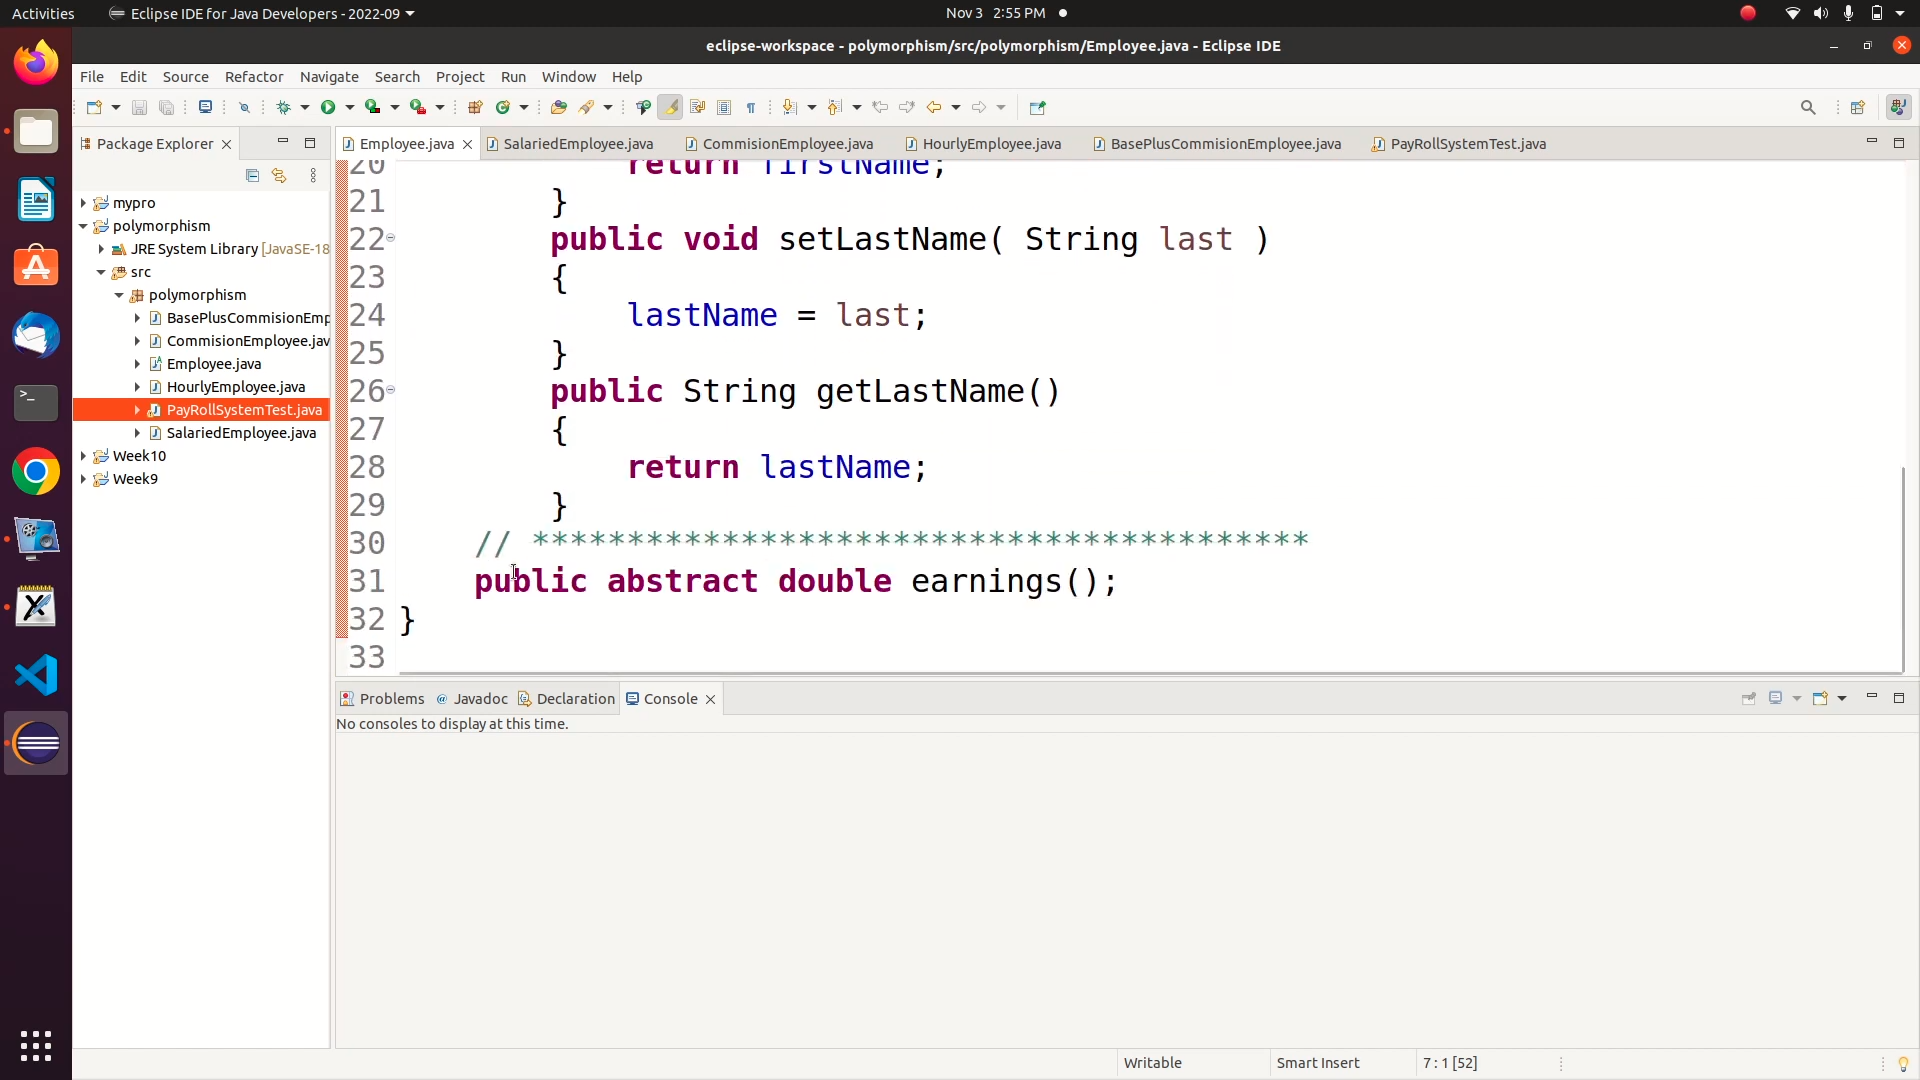 Activities Eclipse IDE for Java Developers - 2022-09 Nov 3 2:55 PM
eclipse-workspace - polymorphism/src/polymorphism/Employee.java - Eclipse IDE
File Edit Source Refactor Navigate Search Project Run Window Help
Package Explorer
Employee.java SalariedEmployee.java CommisionEmployee.java HourlyEmployee.java BasePlusCommisionEmployee.java PayRollSystemTest.java
mypro
polymorphism
JRE System Library [JavaSE-18
src
polymorphism
BasePlusCommisionEmp
CommisionEmployee.jav
Employee.java
HourlyEmployee.java
PayRollSystemTest.java
SalariedEmployee.java
Week10
Week9
20 return firstName;
21 }
22 public void setLastName( String last )
23 {
24 lastName = last;
25 }
26 public String getLastName()
27 {
28 return lastName;
29 }
30 // *****************************************
31 public abstract double earnings();
32 }
33
Problems @ Javadoc Declaration Console
No consoles to display at this time.
Writable Smart Insert 7 : 1 [52]